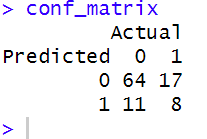 > conf_matrix
Actual
Predicted 0 1
0 64 17
1 11 8
>